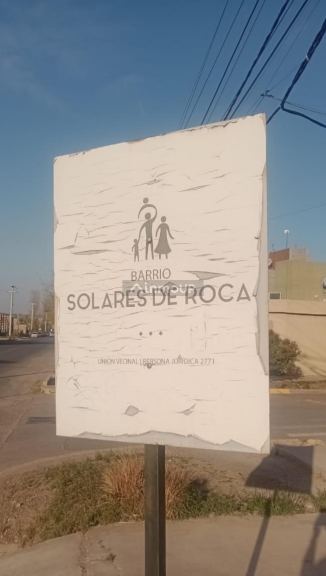 BARRIO
SOLARES DE ROCA
UNION VECINAL | PERSONA JURIDICA 2771